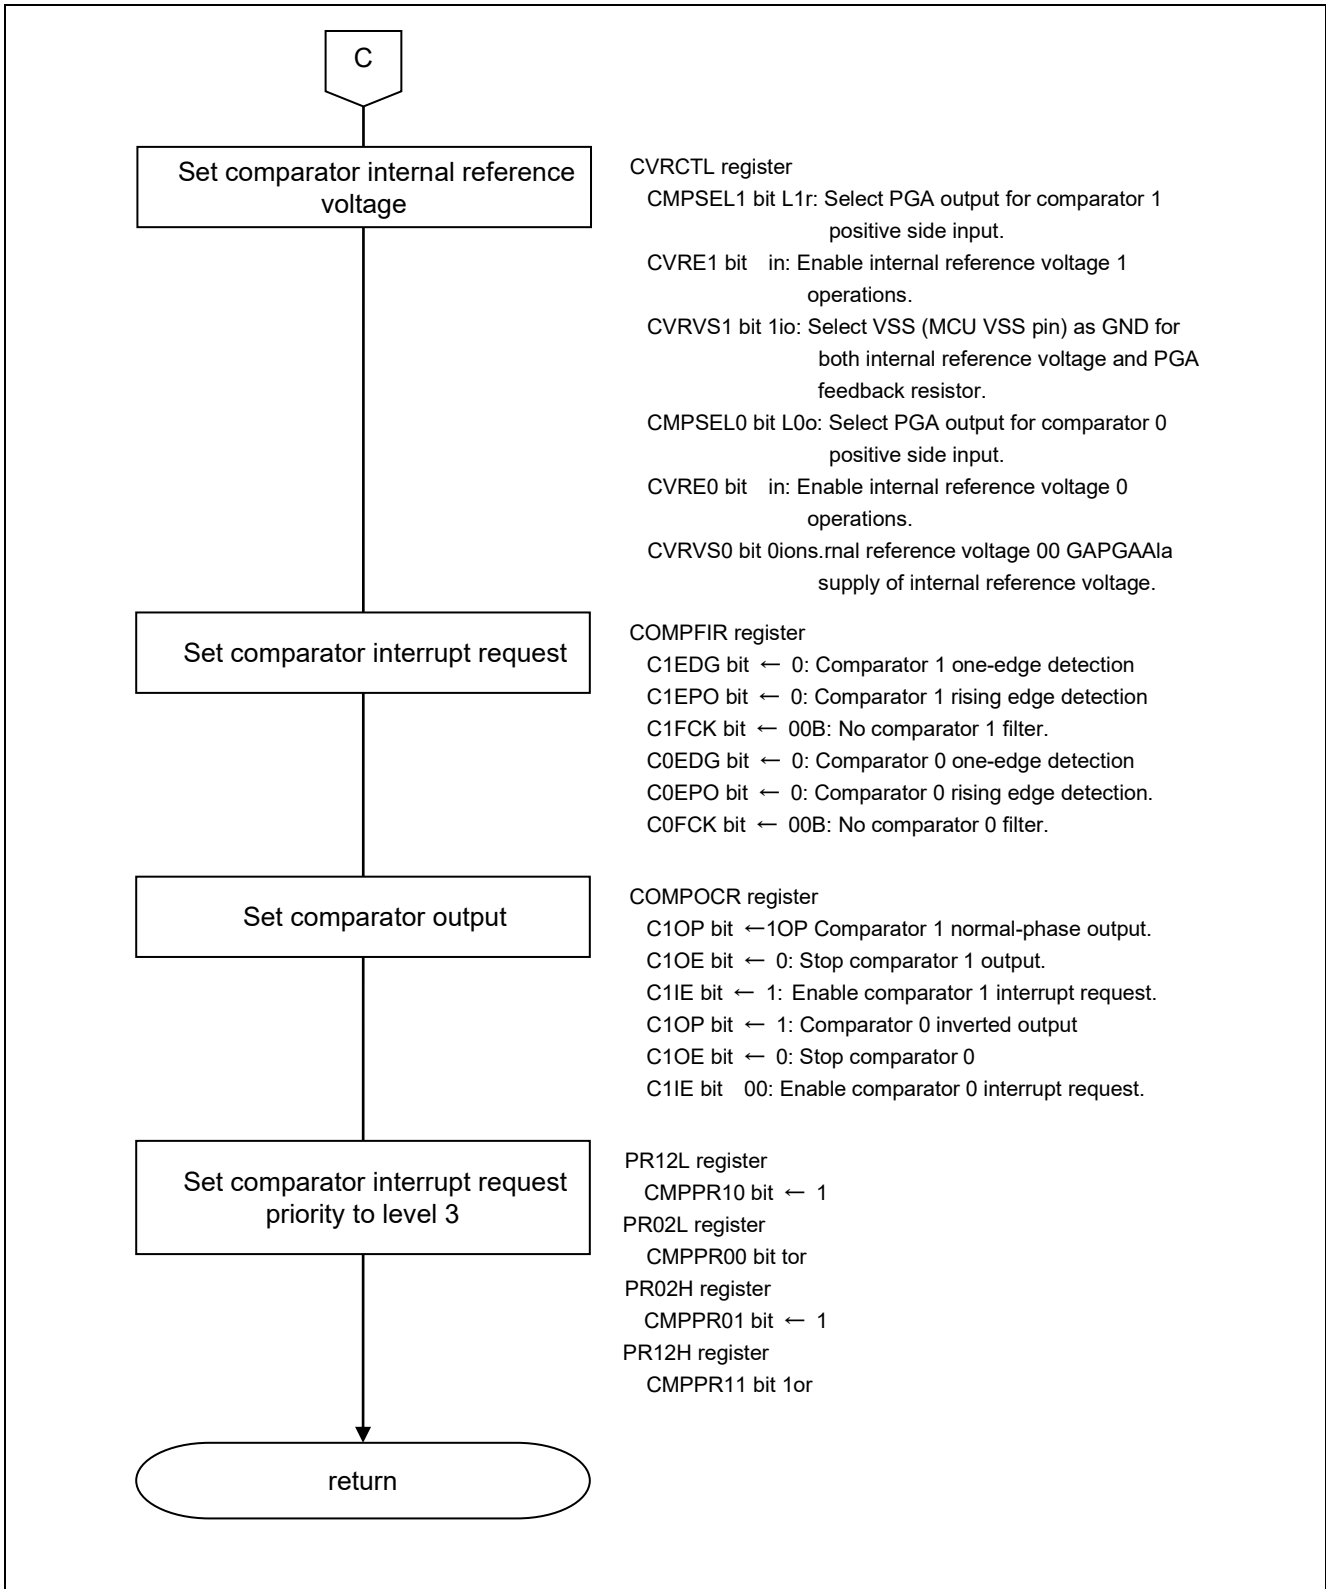 C
Set comparator internal reference
voltage
CVRCTL register
CMPSEL1 bit L1r: Select PGA output for comparator 1
positive side input.
CVRE1 bit in: Enable internal reference voltage 1
operations.
CVRVS1 bit 1io: Select VSS (MCU VSS pin) as GND for
both internal reference voltage and PGA
feedback resistor.
CMPSEL0 bit L0o: Select PGA output for comparator 0
positive side input.
CVRE0 bit in: Enable internal reference voltage 0
operations.
CVRVS0 bit 0ions.rnal reference voltage 00 GAPGAAla
supply of internal reference voltage.
Set comparator interrupt request
COMPFIR register
C1EDG bit ← 0: Comparator 1 one-edge detection
C1EPO bit ← 0: Comparator 1 rising edge detection
C1FCK bit ← 00B: No comparator 1 filter.
C0EDG bit ← 0: Comparator 0 one-edge detection
C0EPO bit ← 0: Comparator 0 rising edge detection.
C0FCK bit ← 00B: No comparator 0 filter.
Set comparator output
COMPOCR register
C1OP bit ←1OP Comparator 1 normal-phase output.
C1OE bit ← 0: Stop comparator 1 output.
C1IE bit ← 1: Enable comparator 1 interrupt request.
C1OP bit ← 1: Comparator 0 inverted output
C1OE bit ← 0: Stop comparator 0
C1IE bit 00: Enable comparator 0 interrupt request.
Set comparator interrupt request
priority to level 3
PR12L register
CMPPR10 bit ← 1
PR02L register
CMPPR00 bit tor
PR02H register
CMPPR01 bit ← 1
PR12H register
CMPPR11 bit 1or
return